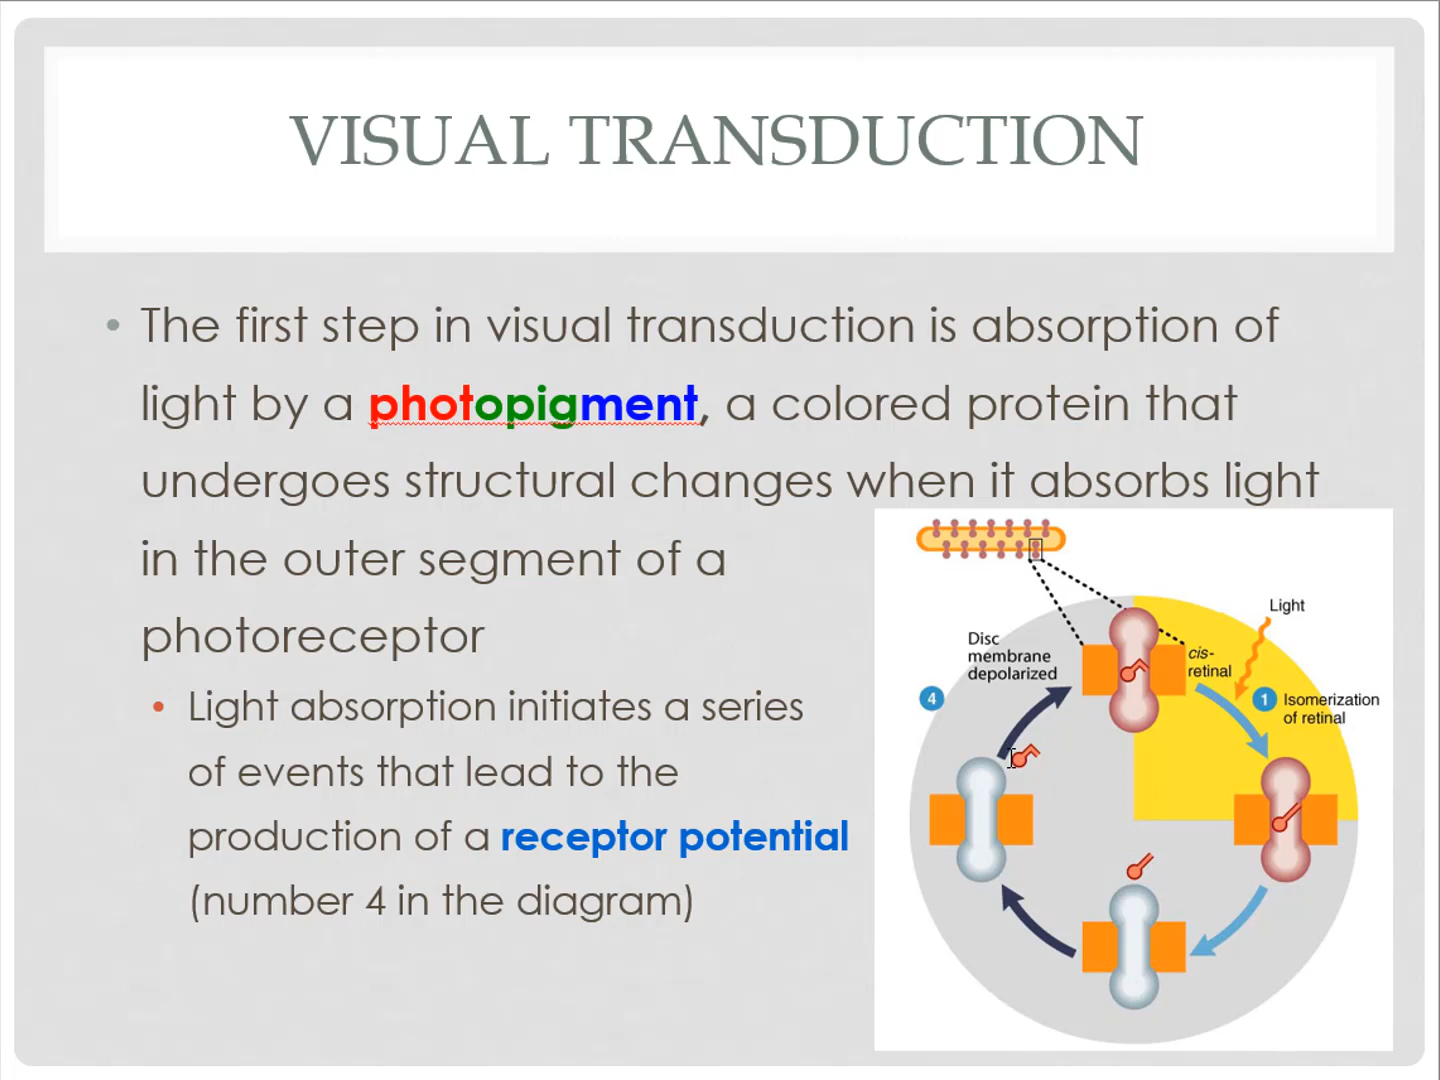 VISUAL TRANSDUCTION
• The first step in visual transduction is absorption of
light by a photopigment, a colored protein that
undergoes structural changes when it absorbs light
in the outer segment of a
photoreceptor
• Light absorption initiates a series
of events that lead to the
production of a receptor potential
(number 4 in the diagram)
Light
Disc
membrane
depolarized
cis-
retinal
4
1
Isomerization
of retinal